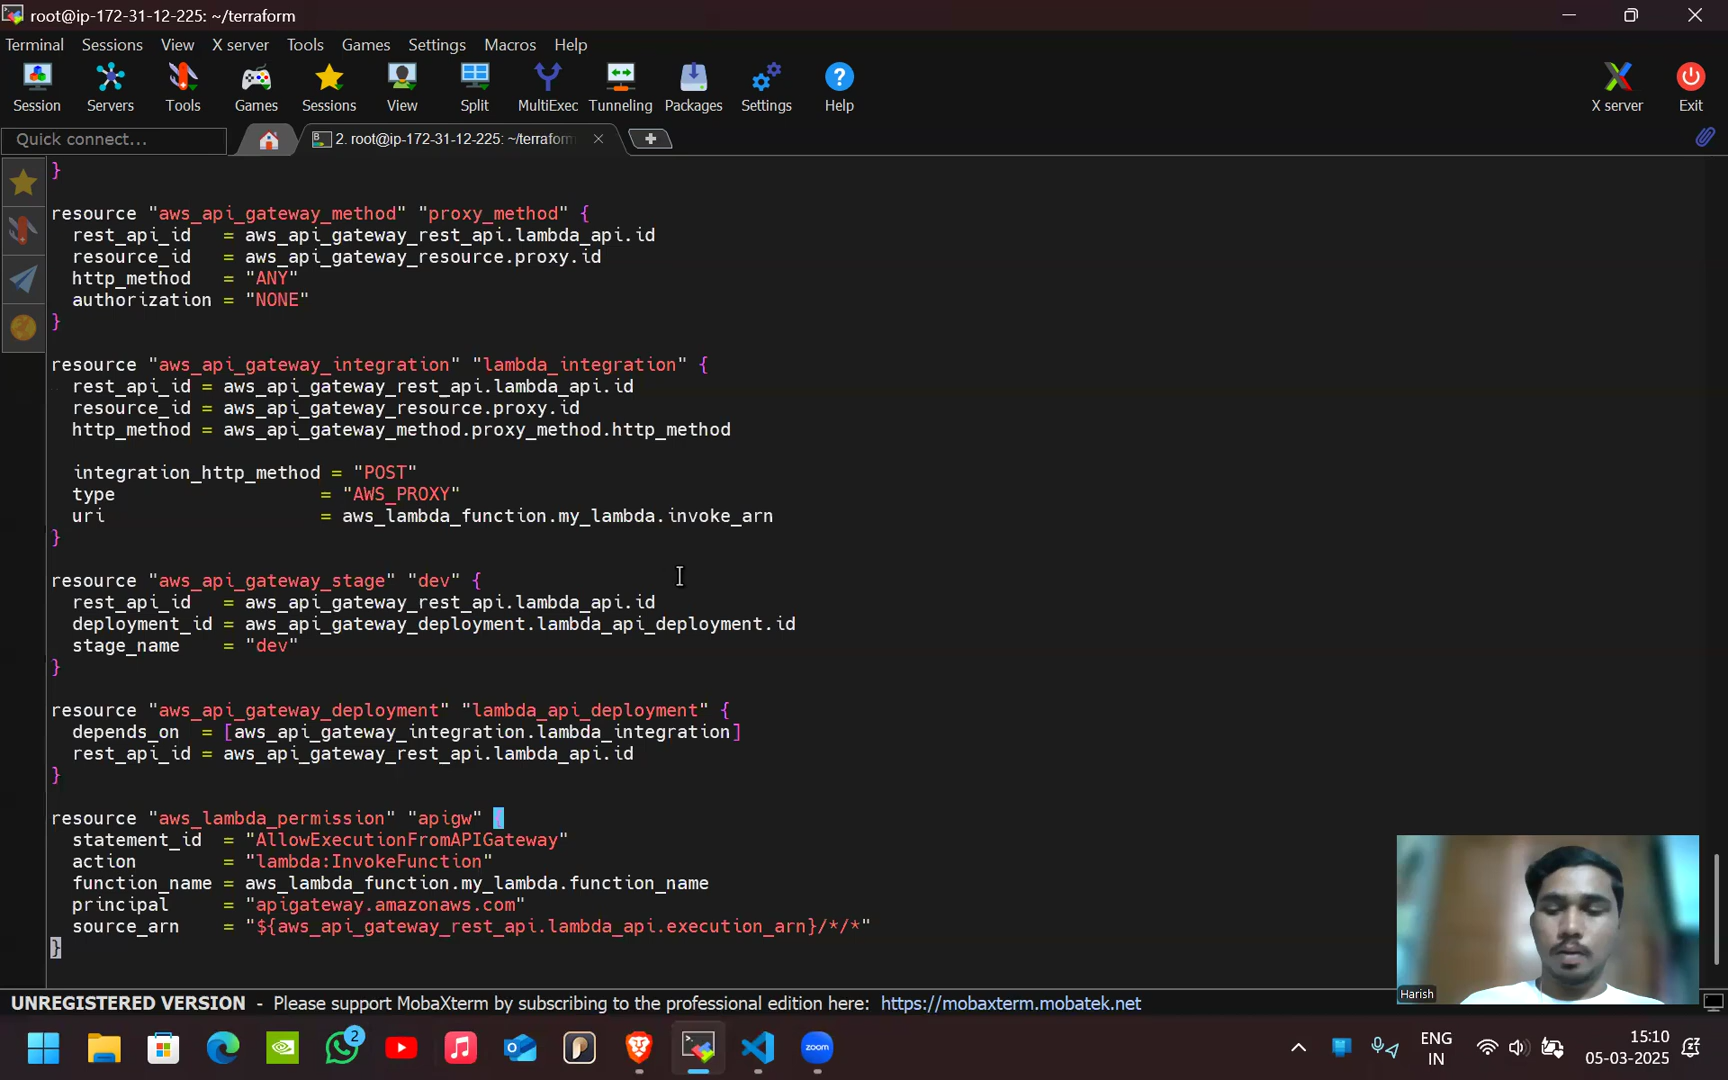 root@ip-172-31-12-225: ~/terraform
Terminal Sessions View X server Tools Games Settings Macros Help
Session Servers Tools Games Sessions View Split MultiExec Tunneling Packages Settings Help X server Exit
Quick connect... 2. root@ip-172-31-12-225: ~/terraform
}
resource "aws_api_gateway_method" "proxy_method" {
rest_api_id = aws_api_gateway_rest_api.lambda_api.id
resource_id = aws_api_gateway_resource.proxy.id
http_method = "ANY"
authorization = "NONE"
}
resource "aws_api_gateway_integration" "lambda_integration" {
rest_api_id = aws_api_gateway_rest_api.lambda_api.id
resource_id = aws_api_gateway_resource.proxy.id
http_method = aws_api_gateway_method.proxy_method.http_method
integration_http_method = "POST"
type = "AWS_PROXY"
uri = aws_lambda_function.my_lambda.invoke_arn
}
resource "aws_api_gateway_stage" "dev" {
rest_api_id = aws_api_gateway_rest_api.lambda_api.id
deployment_id = aws_api_gateway_deployment.lambda_api_deployment.id
stage_name = "dev"
}
resource "aws_api_gateway_deployment" "lambda_api_deployment" {
depends_on = [aws_api_gateway_integration.lambda_integration]
rest_api_id = aws_api_gateway_rest_api.lambda_api.id
}
resource "aws_lambda_permission" "apigw" {
statement_id = "AllowExecutionFromAPIGateway"
action = "lambda:InvokeFunction"
function_name = aws_lambda_function.my_lambda.function_name
principal = "apigateway.amazonaws.com"
source_arn = "${aws_api_gateway_rest_api.lambda_api.execution_arn}/*/*"
}
Harish
UNREGISTERED VERSION - Please support MobaXterm by subscribing to the professional edition here: https://mobaxterm.mobatek.net
2
zoom
ENG
IN
15:10
05-03-2025